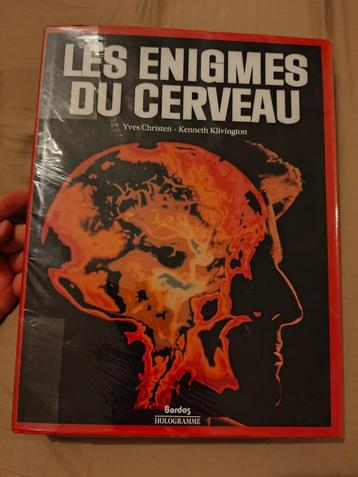 LES ENIGMES
DU CERVEAU
Yves Christen - Kenneth Klivington
Bordas
HOLOGRAMME